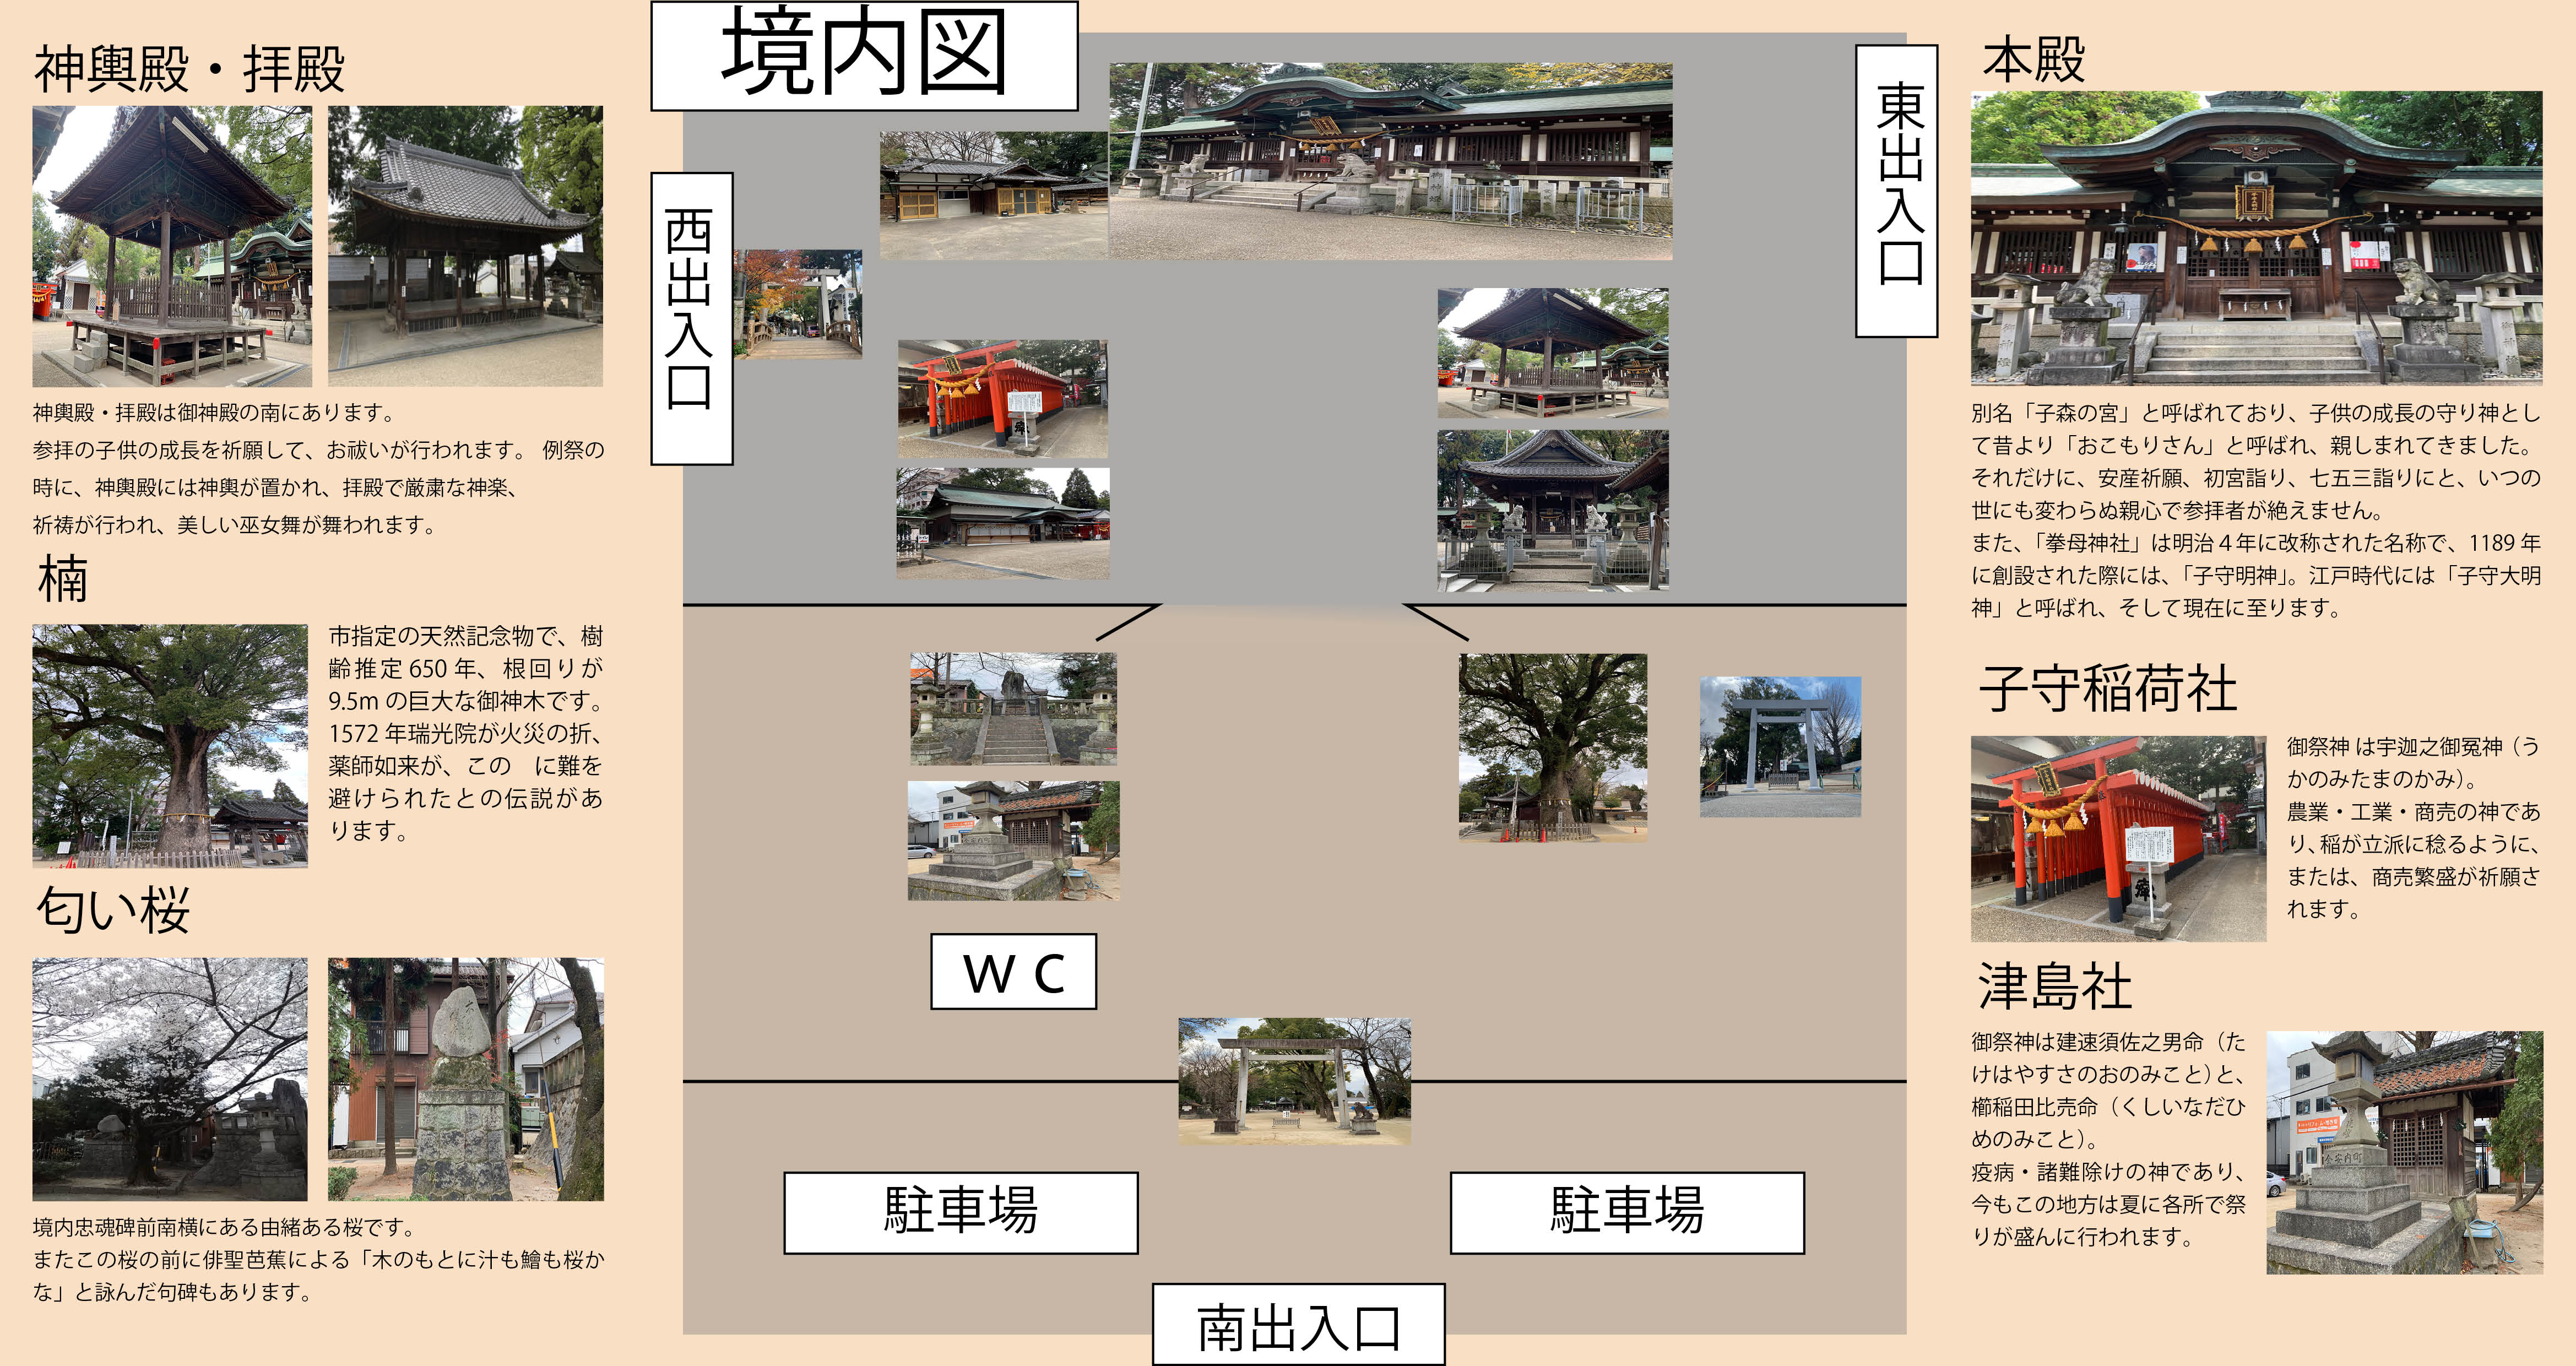 境内図
神輿殿・拝殿
神輿殿・拝殿は御神殿の南にあります。
参拝の子供の成長を祈願して、お祓いが行われます。 例祭の
時に、神輿殿には神輿が置かれ、拝殿で厳粛な神楽、
祈祷が行われ、美しい巫女舞が舞われます。
楠
市指定の天然記念物で、樹
齢推定 650 年、根回りが
9.5m の巨大な御神木です。
1572 年瑞光院が火災の折、
薬師如来が、この　に難を
避けられたとの伝説があ
ります。
匂い桜
境内忠魂碑前南横にある由緒ある桜です。
またこの桜の前に俳聖芭蕉による「木のもとに汁も鱠も桜か
な」と詠んだ句碑もあります。
西出入口
東出入口
W C
駐車場
駐車場
南出入口
本殿
別名「子森の宮」と呼ばれており、子供の成長の守り神とし
て昔より「おこもりさん」と呼ばれ、親しまれてきました。
それだけに、安産祈願、初宮詣り、七五三詣りにと、いつの
世にも変わらぬ親心で参拝者が絶えません。
また、「挙母神社」は明治４年に改称された名称で、1189 年
に創設された際には、「子守明神」。江戸時代には「子守大明
神」と呼ばれ、そして現在に至ります。
子守稲荷社
御祭神 は宇迦之御冤神（う
かのみたまのかみ）。
農業・工業・商売の神であ
り、稲が立派に稔るように、
または、商売繁盛が祈願さ
れます。
津島社
御祭神は建速須佐之男命（た
けはやすさのおのみこと）と、
櫛稲田比売命（くしいなだひ
めのみこと）。
疫病・諸難除けの神であり、
今もこの地方は夏に各所で祭
りが盛んに行われます。